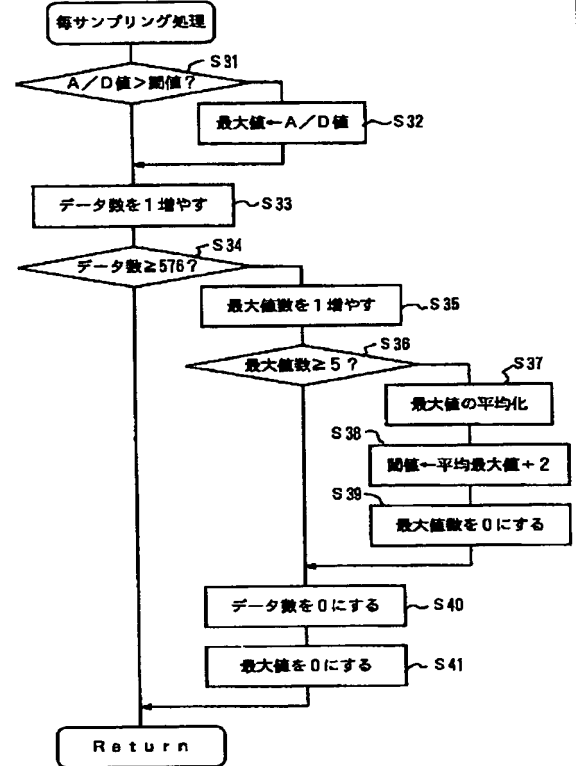 毎サンプリング処理
S31
A/D値>閾値?
最大値←A/D値
S32
データ数を1増やす
S33
S34
データ数≧576?
最大値数を1増やす
S35
S36
最大値数≧5?
S37
最大値の平均化
S38
閾値←平均最大値+2
S39
最大値数を0にする
データ数を0にする
S40
最大値を0にする
S41
Return